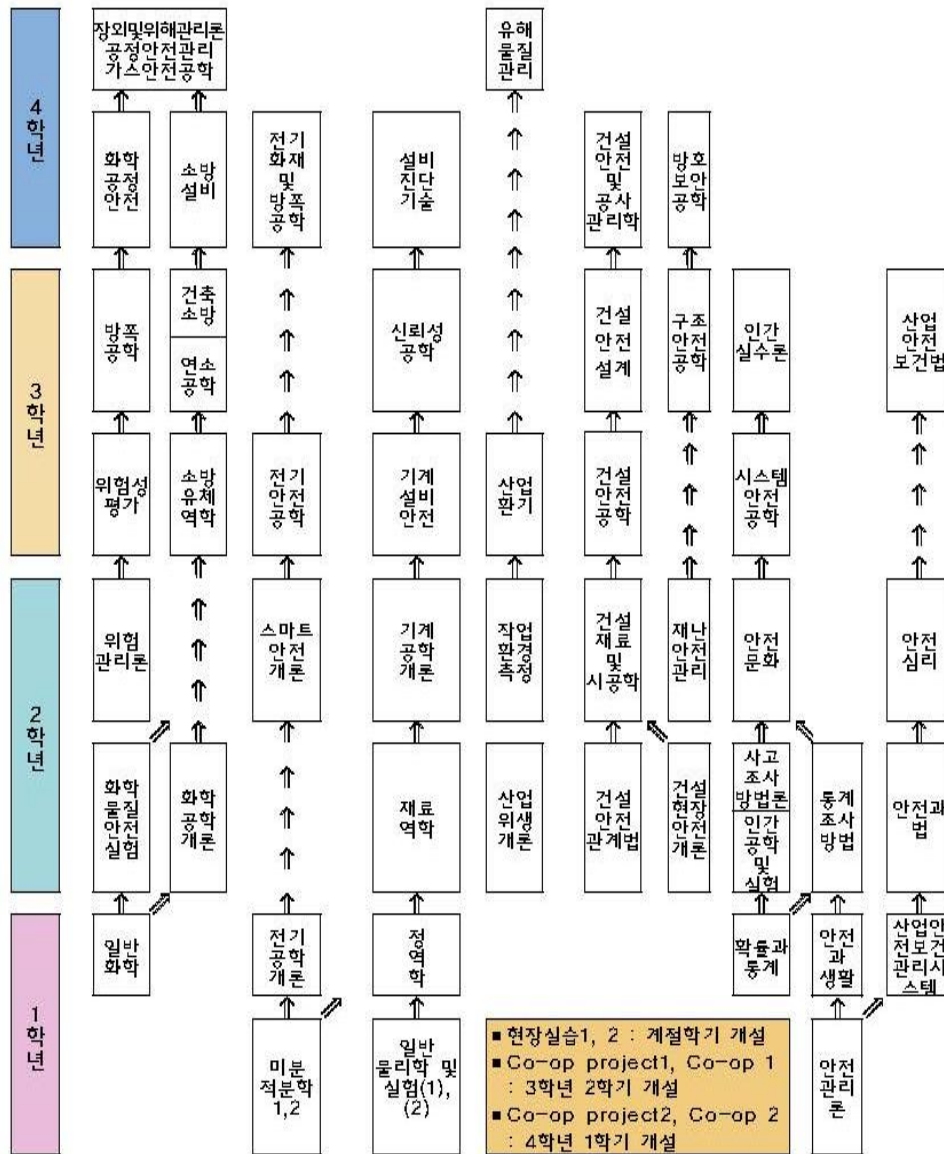 장외및위해관리론
공정안전관리
가스안전공학
유해
물질
관리
4
학
년
화학
공정
안전
소방
설비
전기
화재
및
방폭
공학
설비
진단
기술
건설
안전
및
공사
관리학
방호
보안
공학
3
학
년
방폭
공학
건축
소방
연소
공학
신뢰성
공학
건설
안전
설계
구조
안전
공학
인간
실수론
산업
안전
보건법
위험성
평가
소방
유체
역학
전기
안전
공학
기계
설비
안전
산업
환기
건설
안전
공학
시스템
안전
공학
2
학
년
위험
관리론
스마트
안전
개론
기계
공학
개론
작업
환경
측정
건설
재료
및
시공학
재난
안전
관리
안전
문화
안전
심리
화학
물질
안전
실험
화학
공학
개론
재료
역학
산업
위생
개론
건설
안전
관계법
건설
현장
안전
개론
사고
조사
방법론
인간
공학
및
실험
통계
조사
방법
안전과
법
1
학
년
일반
화학
전기
공학
개론
정
역
학
확률과
통계
안전
과
생활
산업안
전보건
관리시
스템
미분
적분학
1,2
일반
물리학 및
실험(1),
(2)
■ 현장실습1, 2 : 계절학기 개설
■ Co-op project1, Co-op 1
: 3학년 2학기 개설
■ Co-op project2, Co-op 2
: 4학년 1학기 개설
안전
관리
론